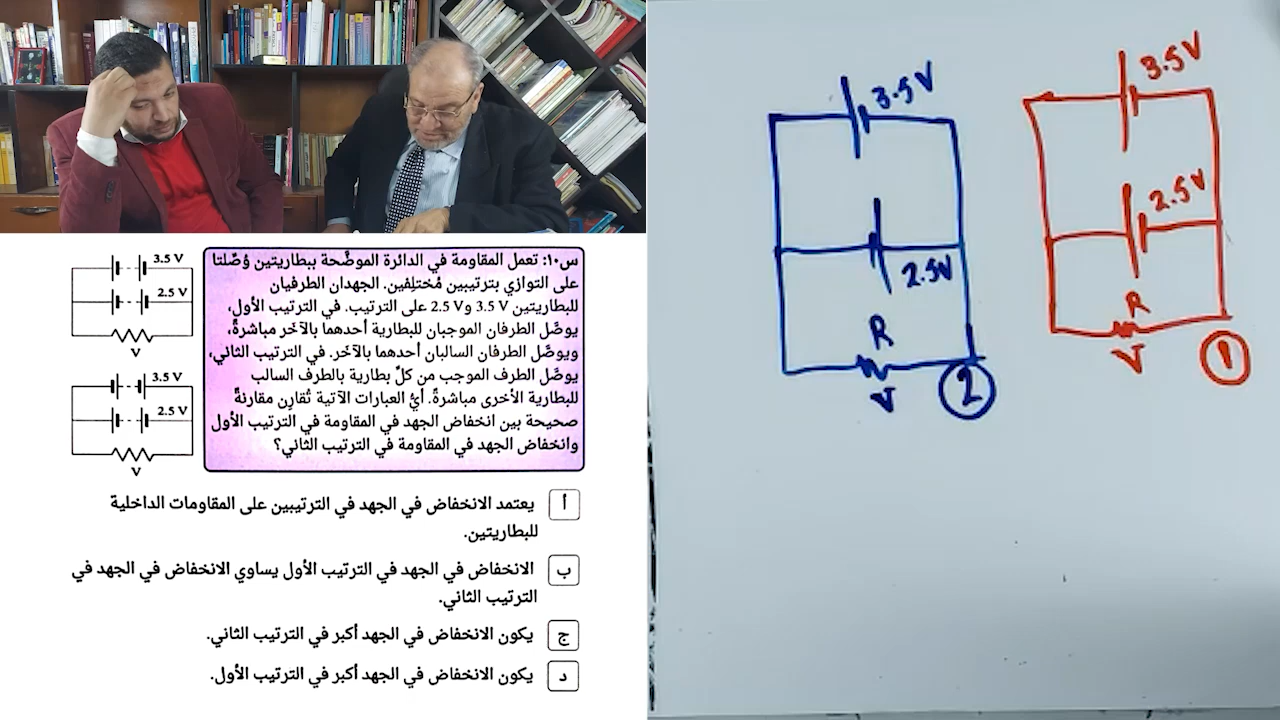 س١٠: تعمل المقاومة في الدائرة الموضَّحة ببطاريتين وُصِّلتا
على التوازي بترتيبين مُختلِفين. الجهدان الطرفيان
للبطاريتين 3.5 V و 2.5 V على الترتيب. في الترتيب الأول،
يوصَّل الطرفان الموجبان للبطارية أحدهما بالآخَر مباشرةً،
ويوصَّل الطرفان السالبان أحدهما بالآخَر. في الترتيب الثاني،
يوصَّل الطرف الموجب من كلِّ بطارية بالطرف السالب
للبطارية الأخرى مباشرةً. أيُّ العبارات الآتية تُقارِن مقارنةً
صحيحة بين انخفاض الجهد في المقاومة في الترتيب الأول
وانخفاض الجهد في المقاومة في الترتيب الثاني؟
3.5 V
2.5 V
V
3.5 V
2.5 V
V
أ يعتمد الانخفاض في الجهد في الترتيبين على المقاومات الداخلية
للبطاريتين.
ب الانخفاض في الجهد في الترتيب الأول يساوي الانخفاض في الجهد في
الترتيب الثاني.
ج يكون الانخفاض في الجهد أكبر في الترتيب الثاني.
د يكون الانخفاض في الجهد أكبر في الترتيب الأول.
3.5V
2.5V
R
V
2
3.5V
2.5V
R
V
1